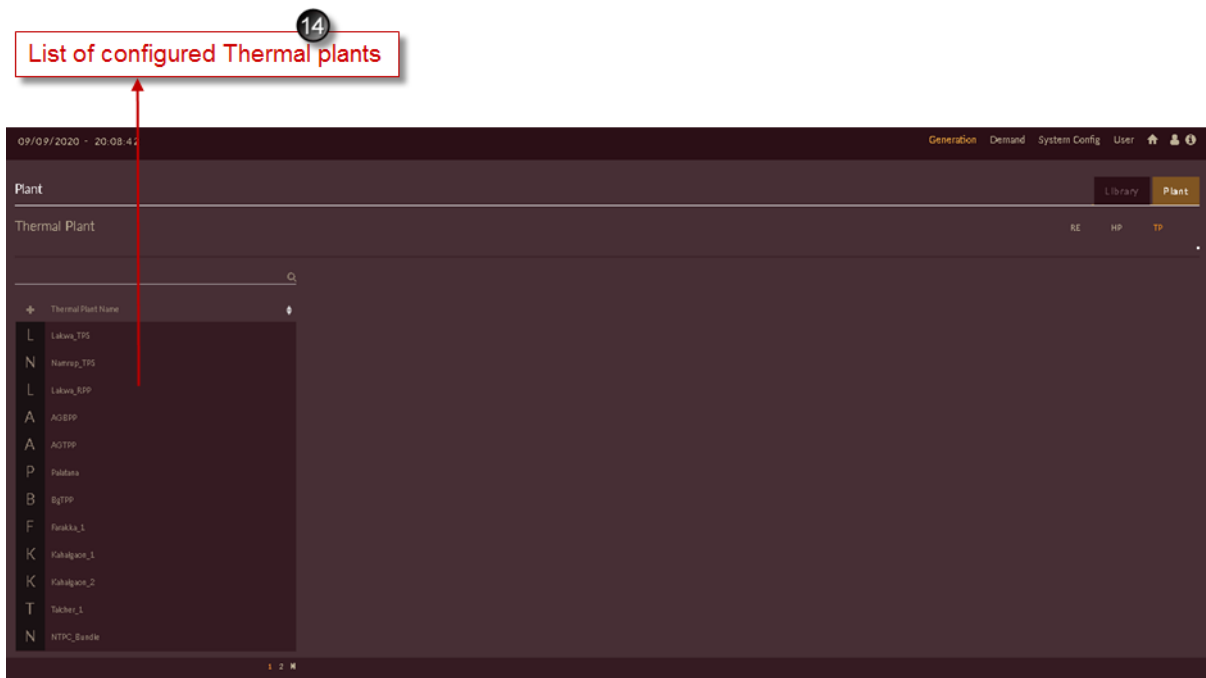 14
List of configured Thermal plants
09/09/2020 - 20:08:42
Generation Demand System Config User
Plant
Library Plant
Thermal Plant
RE HP TP
Thermal Plant Name
L Lakwa_TPS
N Namrup_TPS
L Lakwa_RPP
A AGBPP
A AGTPP
P Palatana
B BgTPP
F Farakka_1
K Kahalgaon_1
K Kahalgaon_2
T Talcher_1
N NTPC_Bundle
1 2